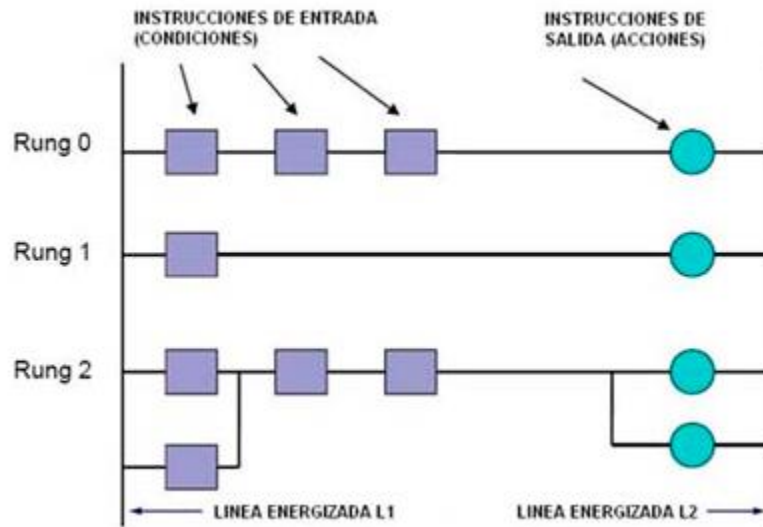 INSTRUCCIONES DE ENTRADA
(CONDICIONES)
INSTRUCCIONES DE
SALIDA (ACCIONES)
Rung 0
Rung 1
Rung 2
LINEA ENERGIZADA L1
LINEA ENERGIZADA L2